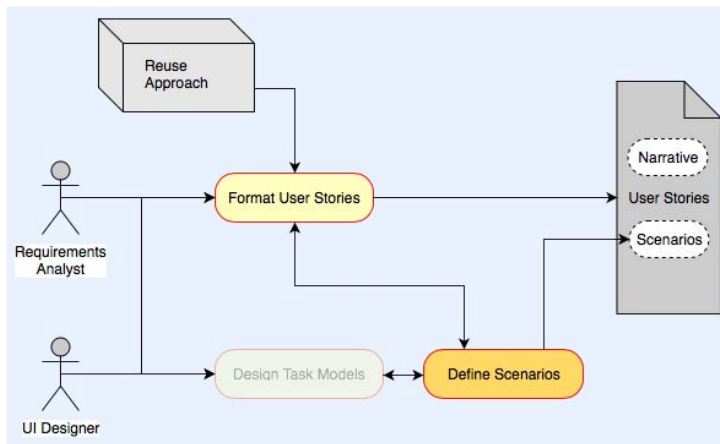 Reuse
Approach
Narrative
Format User Stories
User Stories
Requirements
Analyst
Scenarios
Design Task Models
Define Scenarios
UI Designer